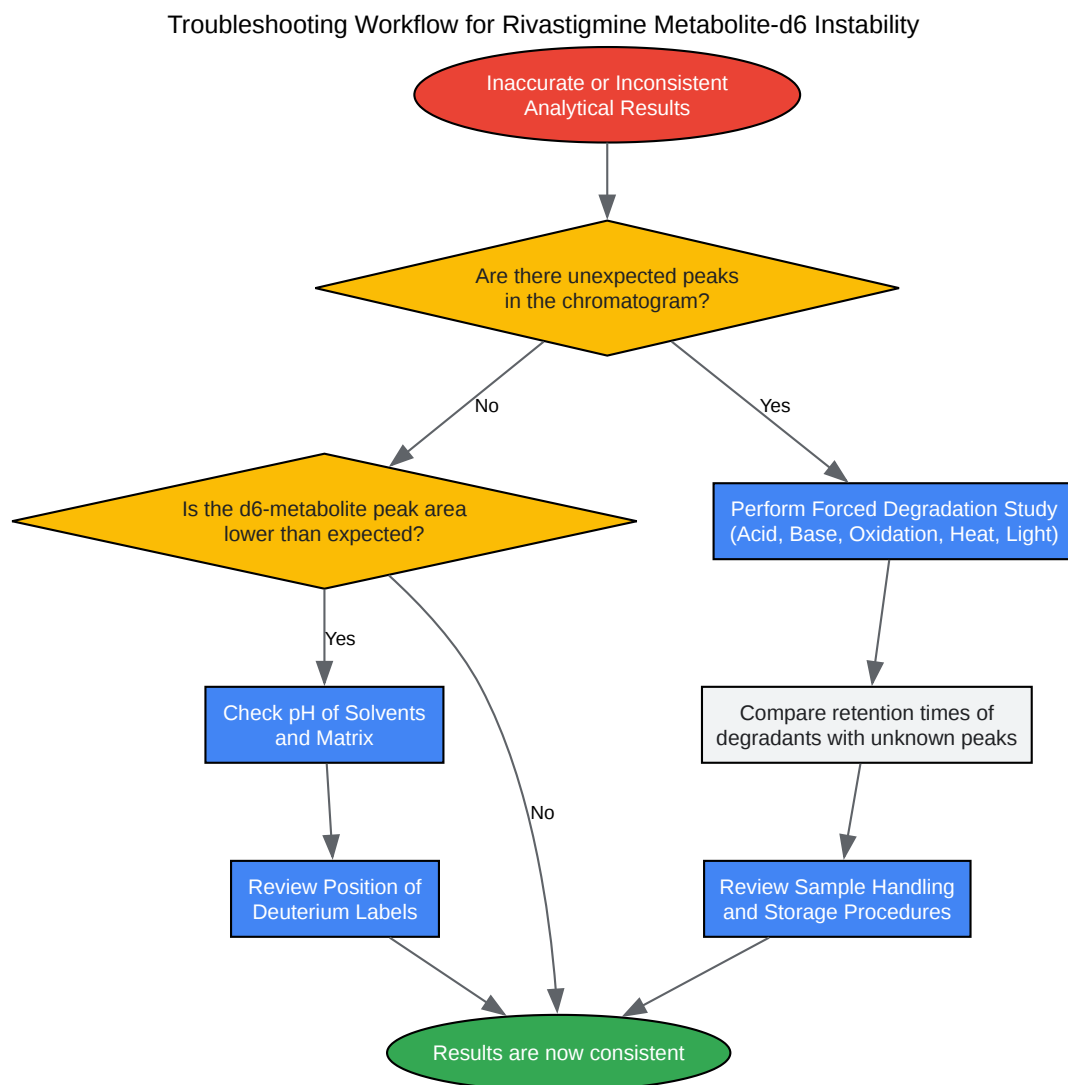 Troubleshooting Workflow for Rivastigmine Metabolite-d6 Instability
Inaccurate or Inconsistent
Analytical Results
Are there unexpected peaks
in the chromatogram?
No
Yes
Is the d6-metabolite peak area
lower than expected?
Perform Forced Degradation Study
(Acid, Base, Oxidation, Heat, Light)
Yes
Check pH of Solvents
and Matrix
Compare retention times of
degradants with unknown peaks
No
Review Position of
Deuterium Labels
Review Sample Handling
and Storage Procedures
Results are now consistent